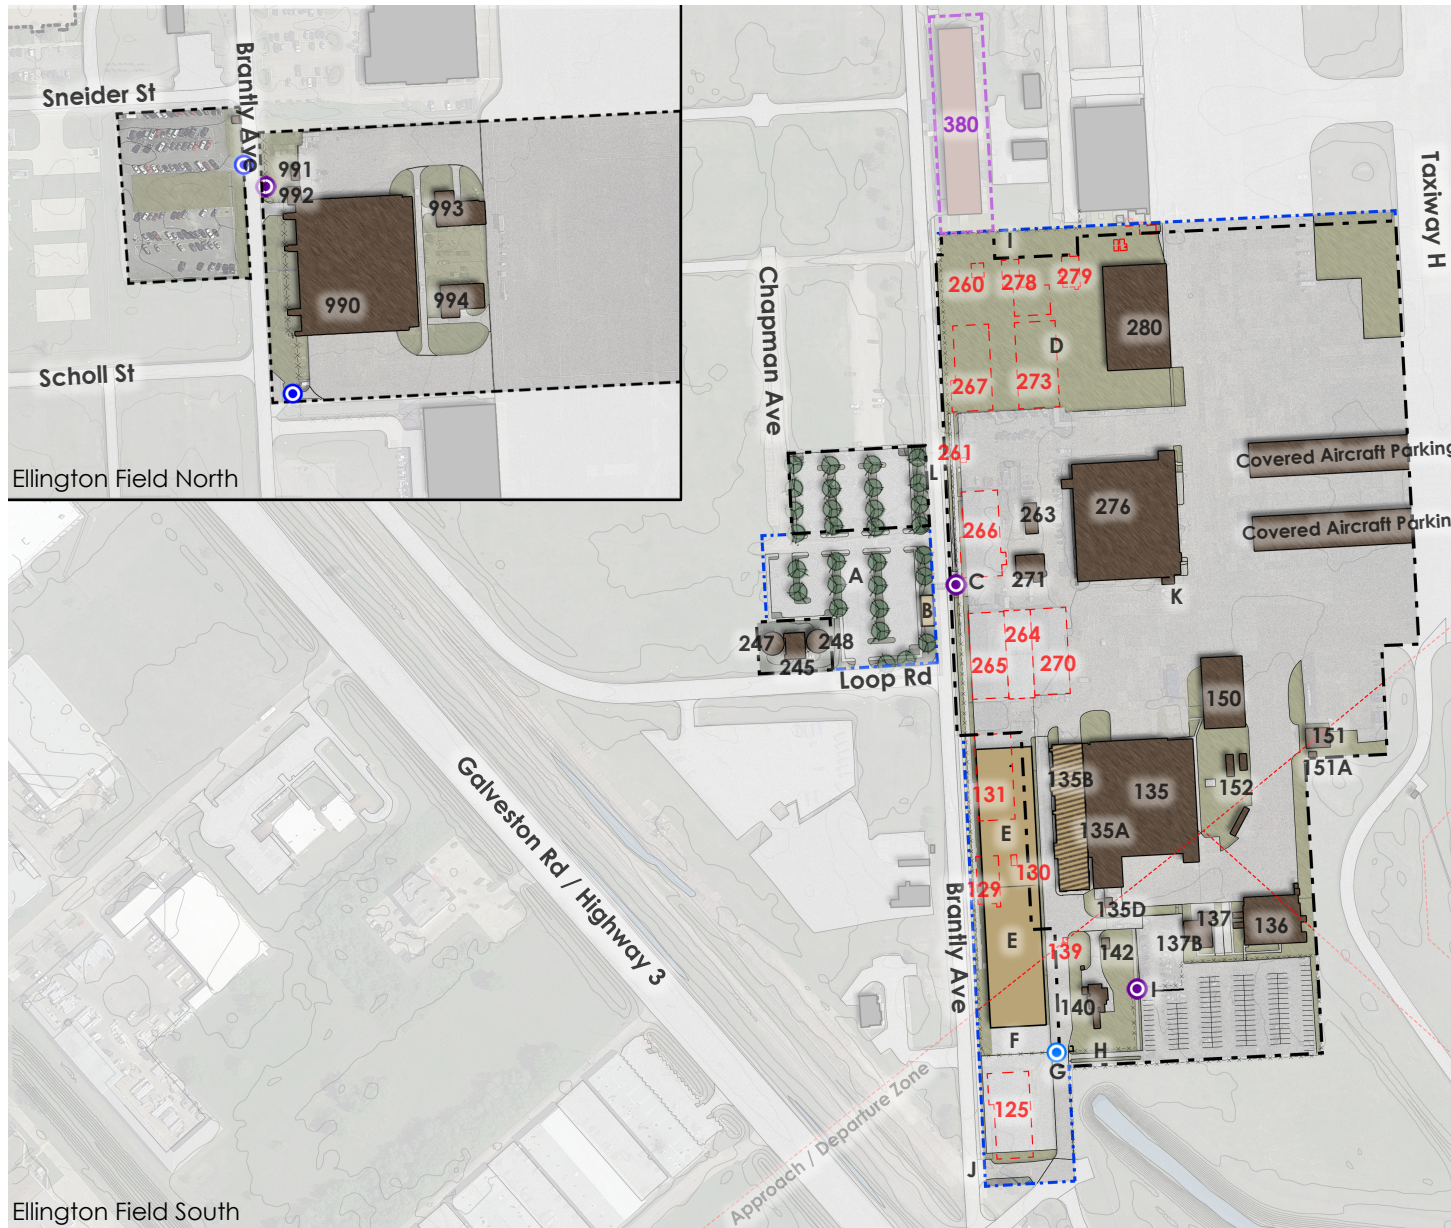 Sneider St
Brantly Ave
991
992
993
990
994
Scholl St
Ellington Field North
380
Taxiway H
I
260
278
279
280
D
267
273
Chapman Ave
261
L
Covered Aircraft Parking
276
263
266
Covered Aircraft Parkin
A
C
271
K
B
247
248
245
264
265
270
Loop Rd
150
151
151A
135B
135
152
131
135A
E
130
129
Galveston Rd / Highway 3
Brantly Ave
135D
137
136
E
139
142
137B
I
140
F
H
G
125
Approach / Departure Zone
J
Ellington Field South